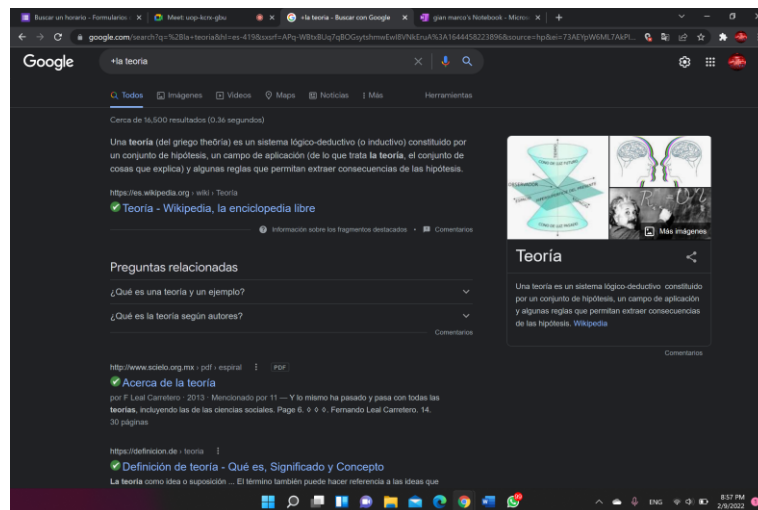 Buscar un horario - Formularios
Meet: uop-kcrx-gbu
+la teoria - Buscar con Google
gian marco's Notebook - Micros
Google
+la teoria
Todos
Imágenes
Videos
Maps
Noticias
Más
Herramientas
Cerca de 16,500 resultados (0.36 segundos)
Una teoría (del griego theōría) es un sistema lógico-deductivo (o inductivo) constituido por
un conjunto de hipótesis, un campo de aplicación (de lo que trata la teoría, el conjunto de
cosas que explica) y algunas reglas que permitan extraer consecuencias de las hipótesis.
https://es.wikipedia.org › wiki › Teoría
Teoría - Wikipedia, la enciclopedia libre
Información sobre los fragmentos destacados
Comentarios
Preguntas relacionadas
¿Qué es una teoría y un ejemplo?
¿Qué es la teoría según autores?
Comentarios
http://www.scielo.org.mx › pdf › espiral
PDF
Acerca de la teoría
por F Leal Carretero · 2013 · Mencionado por 11 — Y lo mismo ha pasado y pasa con todas las
teorías, incluyendo las de las ciencias sociales. Page 6. ◊ ◊ ◊. Fernando Leal Carretero. 14.
30 páginas
https://definicion.de › teoria
Definición de teoría - Qué es, Significado y Concepto
La teoría como idea o suposición ... El término también puede hacer referencia a las ideas que
Más imágenes
Teoría
Una teoría es un sistema lógico-deductivo constituido
por un conjunto de hipótesis, un campo de aplicación
y algunas reglas que permitan extraer consecuencias
de las hipótesis. Wikipedia
Comentarios
ENG
8:57 PM
2/9/2022